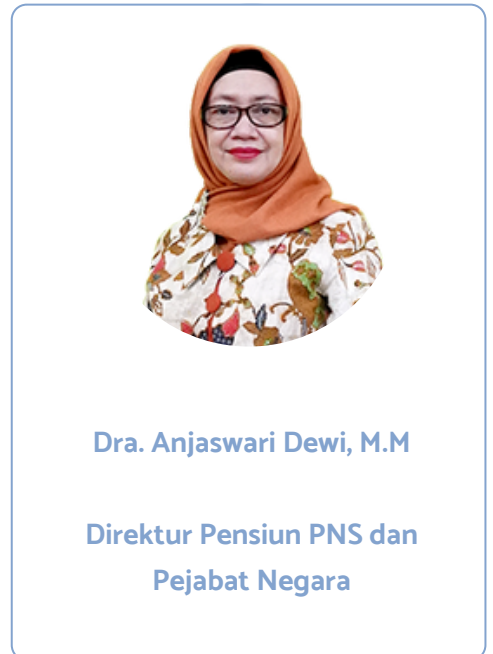 Dra. Anjaswari Dewi, M.M
Direktur Pensiun PNS dan
Pejabat Negara